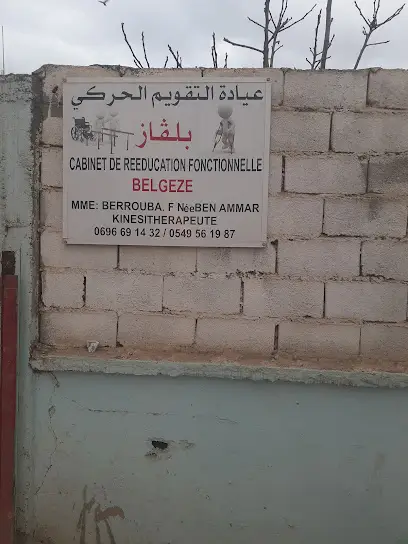 عيادة التقويم الحركي
بلڤاز
CABINET DE REEDUCATION FONCTIONNELLE
BELGEZE
MME: BERROUBA. F NéeBEN AMMAR
KINESITHERAPEUTE
0696 69 14 32 / 0549 56 19 87